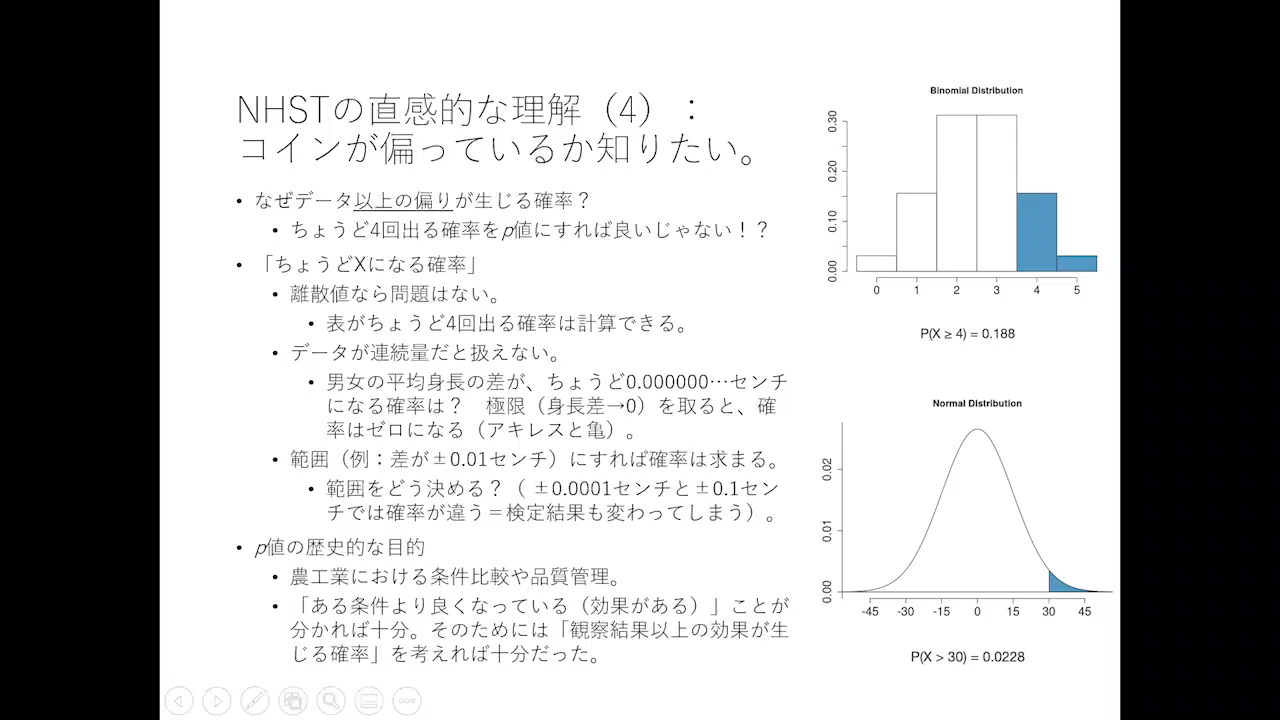 NHSTの直感的な理解（4）：
コインが偏っているか知りたい。
• なぜデータ以上の偏りが生じる確率？
• ちょうど4回出る確率をp値にすれば良いじゃない！？
• 「ちょうどXになる確率」
• 離散値なら問題はない。
• 表がちょうど4回出る確率は計算できる。
• データが連続量だと扱えない。
• 男女の平均身長の差が、ちょうど0.000000…センチ
になる確率は？　極限（身長差→0）を取ると、確
率はゼロになる（アキレスと亀）。
• 範囲（例：差が±0.01センチ）にすれば確率は求まる。
• 範囲をどう決める？（ ±0.0001センチと±0.1セン
チでは確率が違う＝検定結果も変わってしまう）。
• p値の歴史的な目的
• 農工業における条件比較や品質管理。
• 「ある条件より良くなっている（効果がある）」ことが
分かれば十分。そのためには「観察結果以上の効果が生
じる確率」を考えれば十分だった。
Binomial Distribution
0.30
0.20
0.10
0.00
0 1 2 3 4 5
P(X ≥ 4) = 0.188
Normal Distribution
0.02
0.01
0.00
-45 -30 -15 0 15 30 45
P(X > 30) = 0.0228